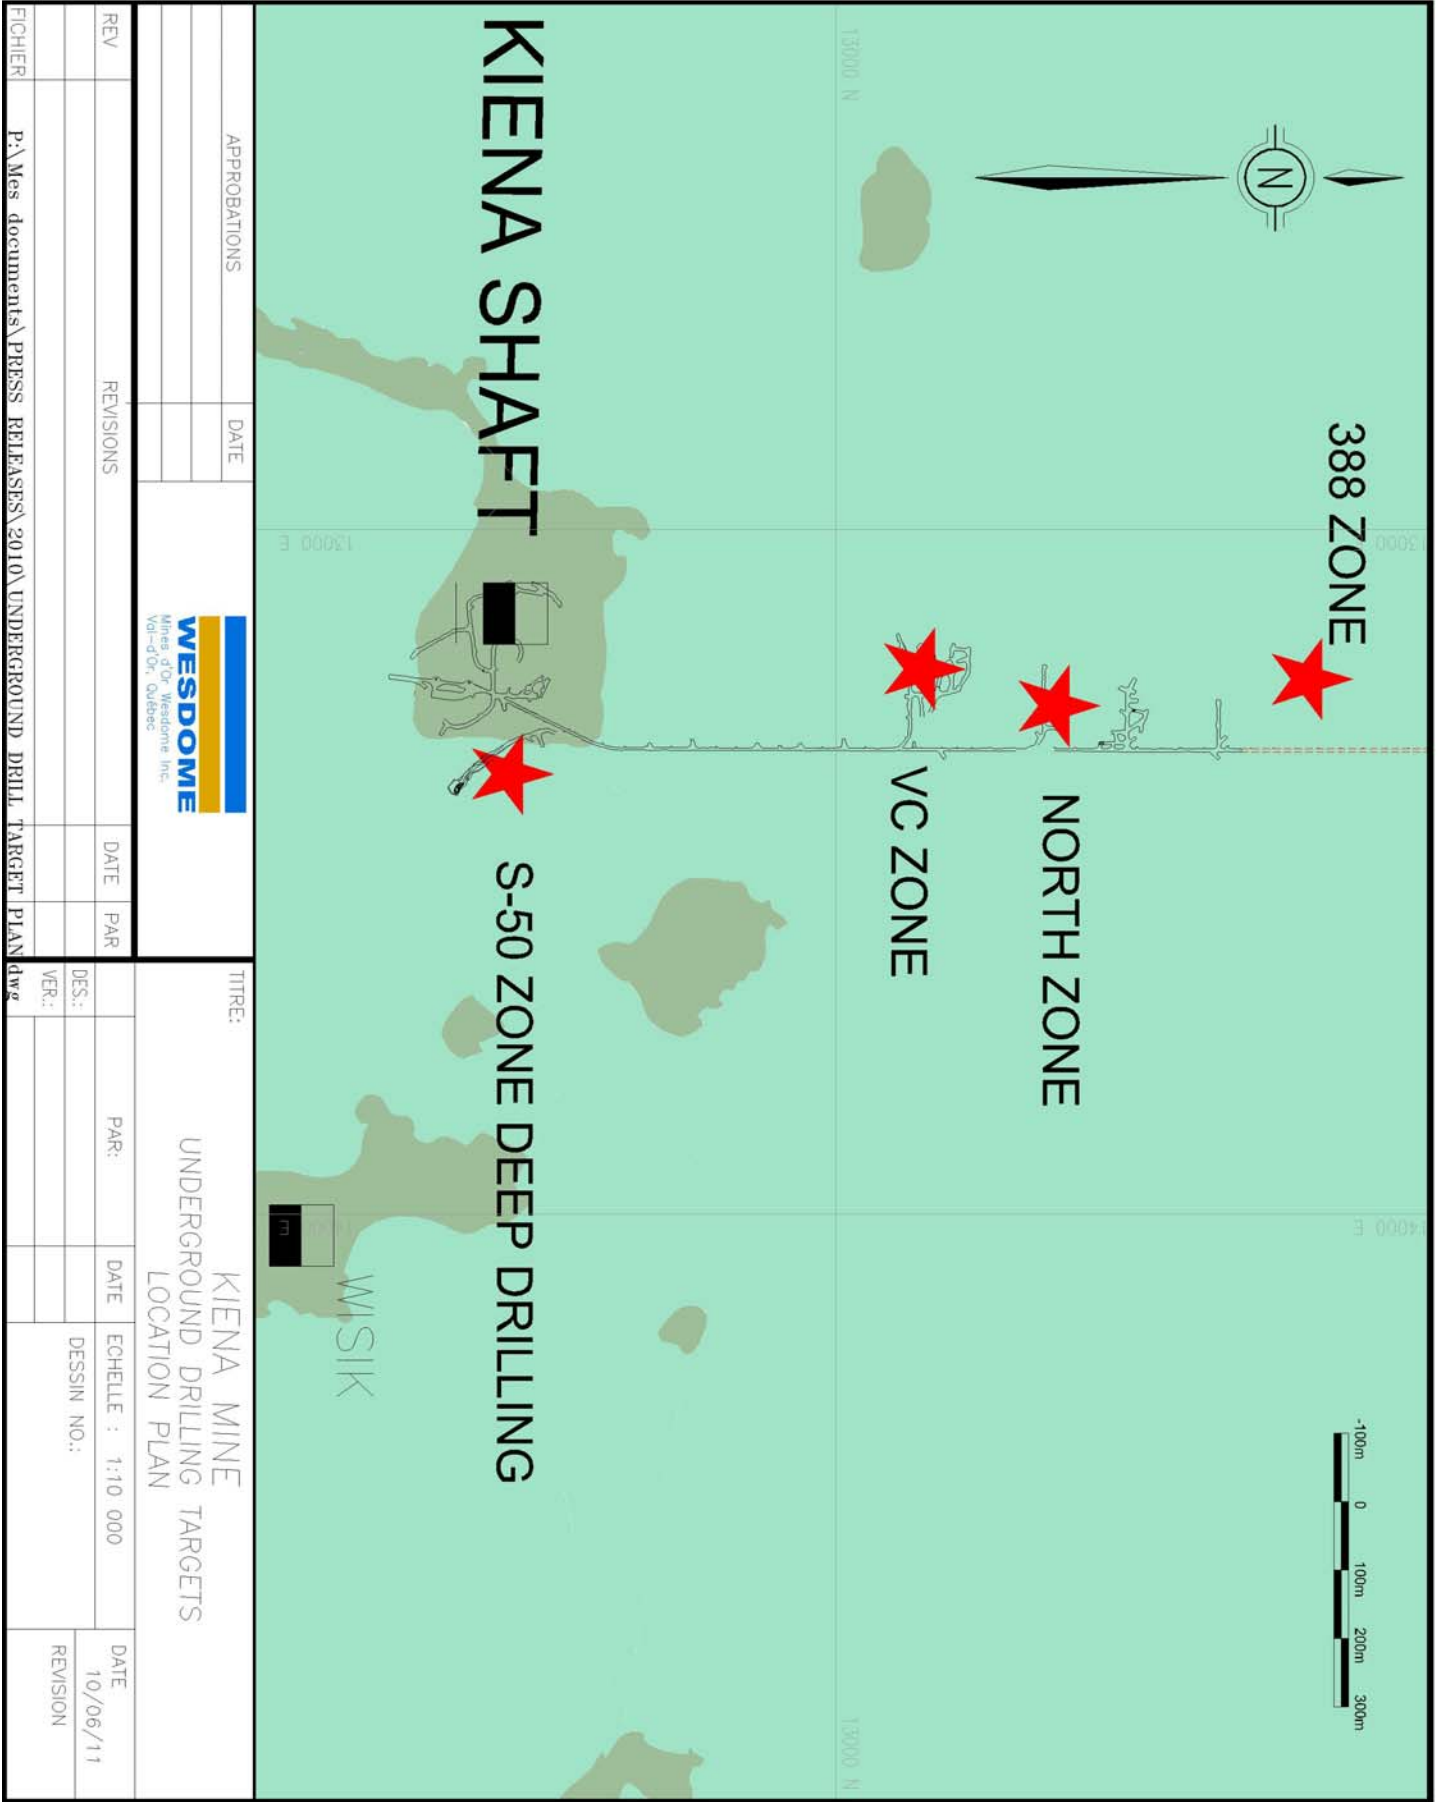 13000 N
13000 N
N
388 ZONE
13000
14000 E
-100m 0 100m 200m 300m
NORTH ZONE
VC ZONE
KIENA SHAFT
S-50 ZONE DEEP DRILLING
WISIK
13000 E
E
APPROBATIONS
DATE
WESDOME
Mines d'Or Wesdome Inc.
Val-d'Or, Québec
REV
REVISIONS
DATE
PAR
FICHIER
P:\Mes documents\PRESS RELEASES\2010\UNDERGROUND DRILL TARGET PLAN.dwg
TITRE:
KIENA MINE
UNDERGROUND DRILLING TARGETS
LOCATION PLAN
PAR:
DATE
ECHELLE : 1:10 000
DES.:
VER.:
DESSIN NO.:
DATE
10/06/11
REVISION